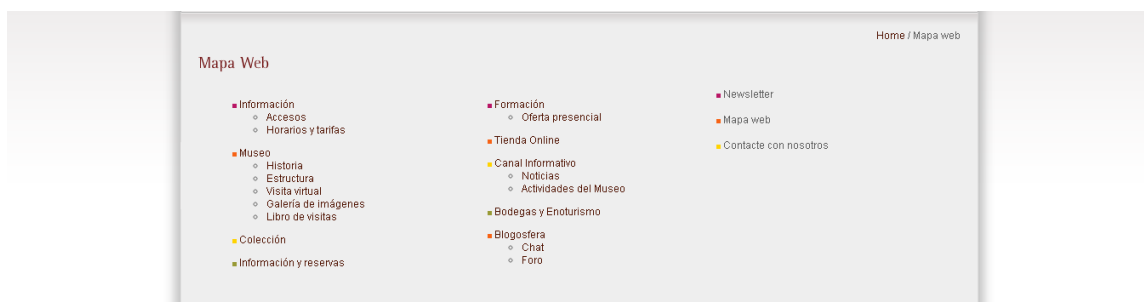 Home / Mapa web
Mapa Web
Información
Accesos
Horarios y tarifas
Museo
Historia
Estructura
Visita virtual
Galería de imágenes
Libro de visitas
Colección
Información y reservas
Formación
Oferta presencial
Tienda Online
Canal Informativo
Noticias
Actividades del Museo
Bodegas y Enoturismo
Blogosfera
Chat
Foro
Newsletter
Mapa web
Contacte con nosotros